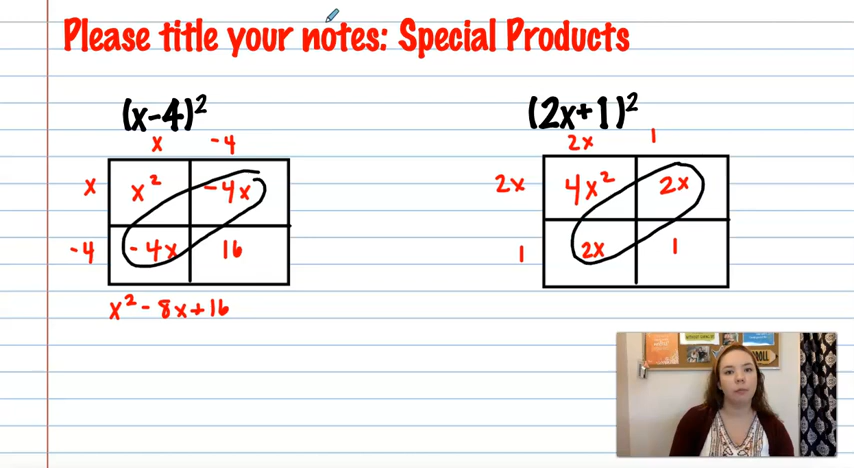 Please title your notes: Special Products
(x-4)²
x -4
x x² -4x
-4 -4x 16
x² - 8x + 16
(2x+1)²
2x 1
2x 4x² 2x
1 2x 1